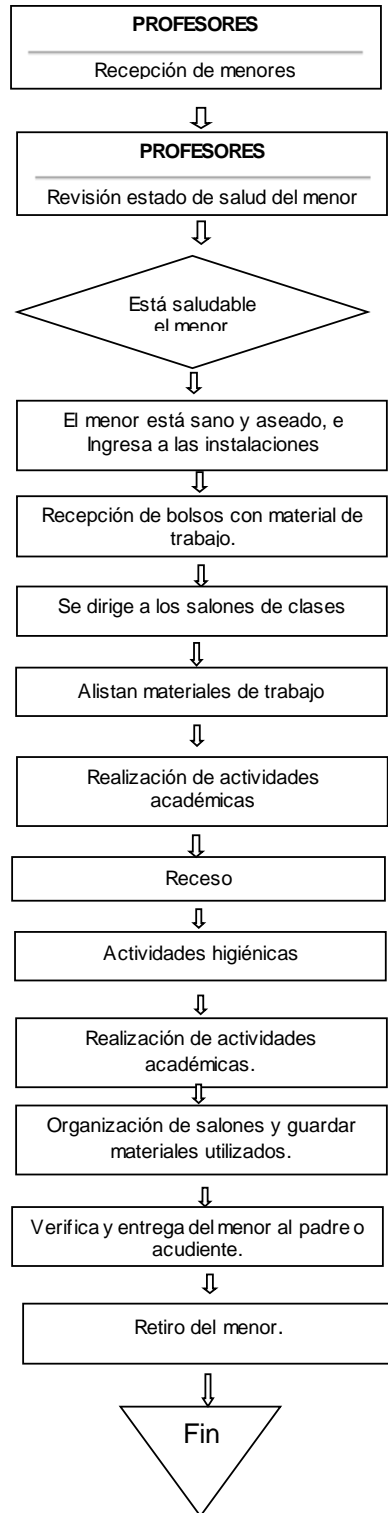 PROFESORES
Recepción de menores
PROFESORES
Revisión estado de salud del menor
Está saludable
el menor
El menor está sano y aseado, e
Ingresa a las instalaciones
Recepción de bolsos con material de
trabajo.
Se dirige a los salones de clases
Alistan materiales de trabajo
Realización de actividades
académicas
Receso
Actividades higiénicas
Realización de actividades
académicas.
Organización de salones y guardar
materiales utilizados.
Verifica y entrega del menor al padre o
acudiente.
Retiro del menor.
Fin